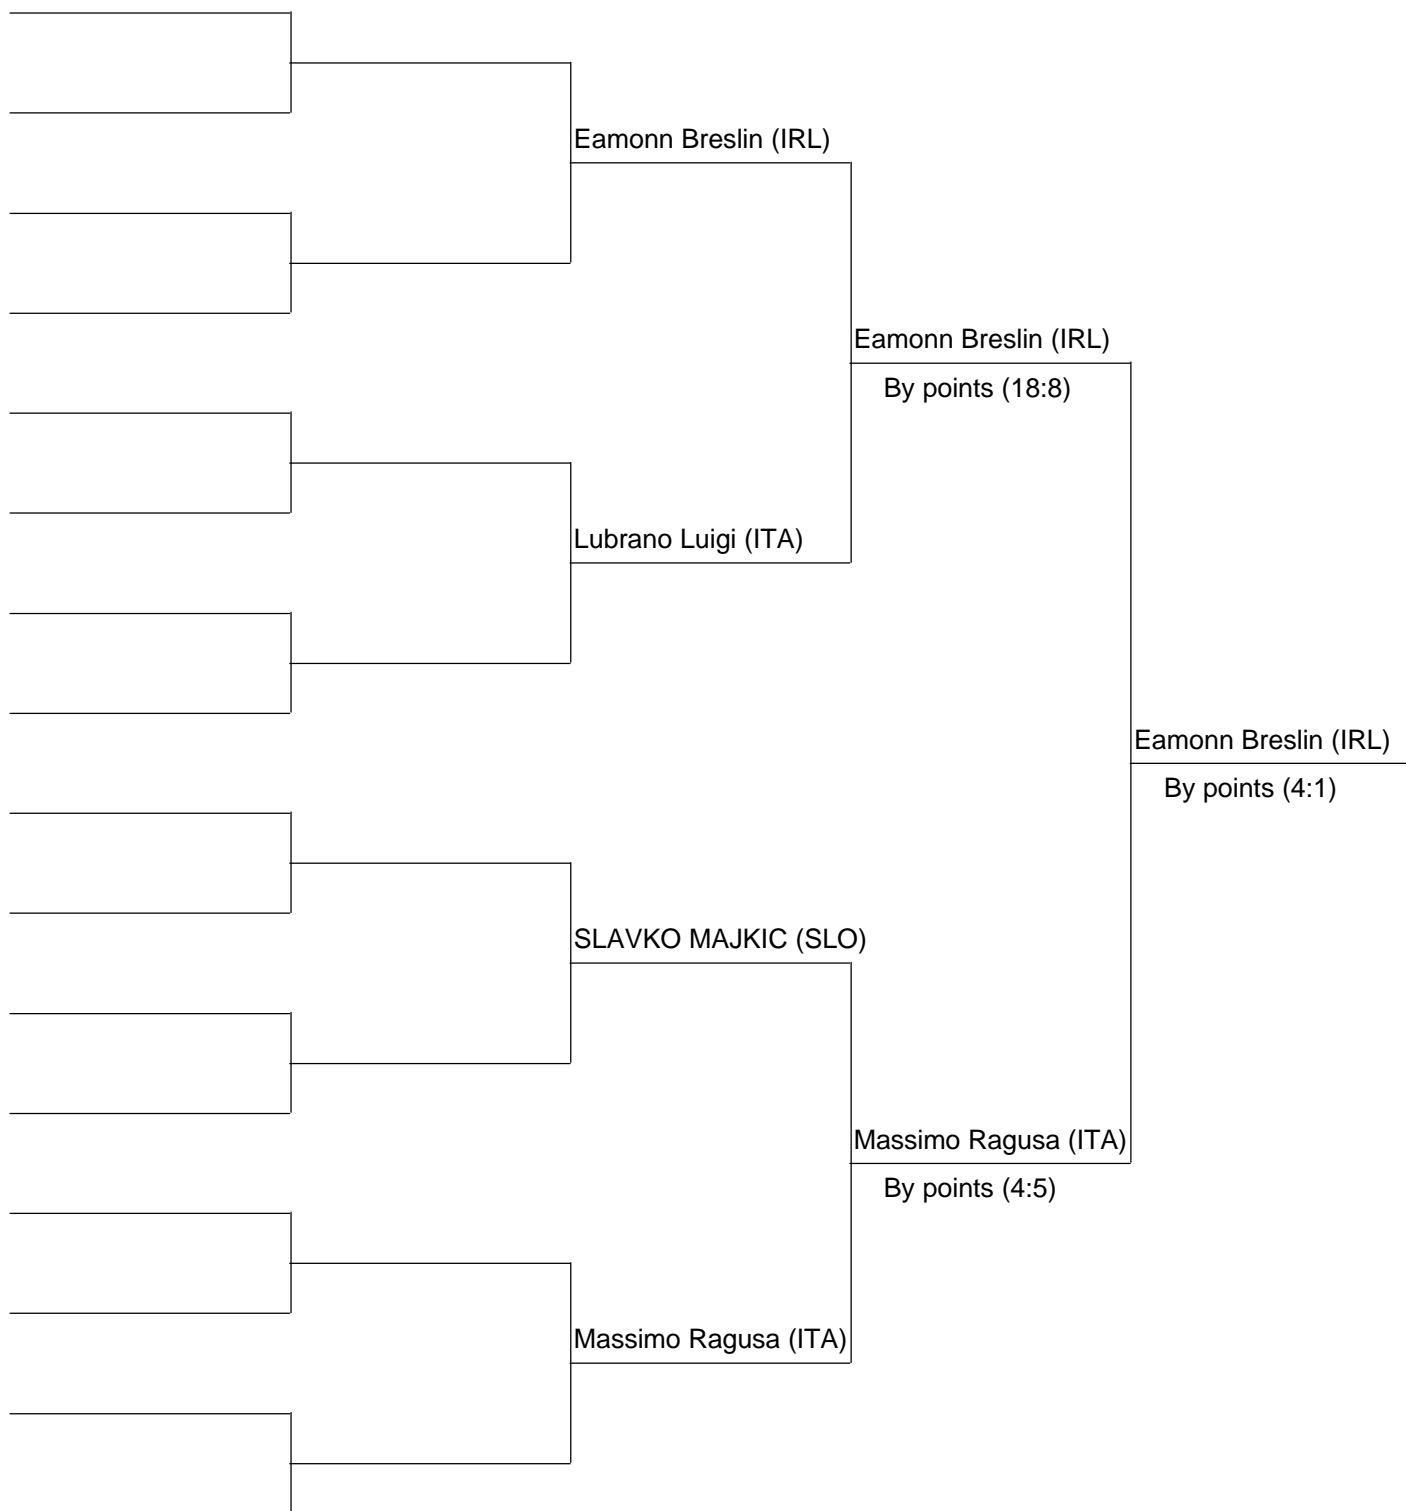 Eamonn Breslin (IRL)
Eamonn Breslin (IRL)
By points (18:8)
Lubrano Luigi (ITA)
Eamonn Breslin (IRL)
By points (4:1)
SLAVKO MAJKIC (SLO)
Massimo Ragusa (ITA)
By points (4:5)
Massimo Ragusa (ITA)